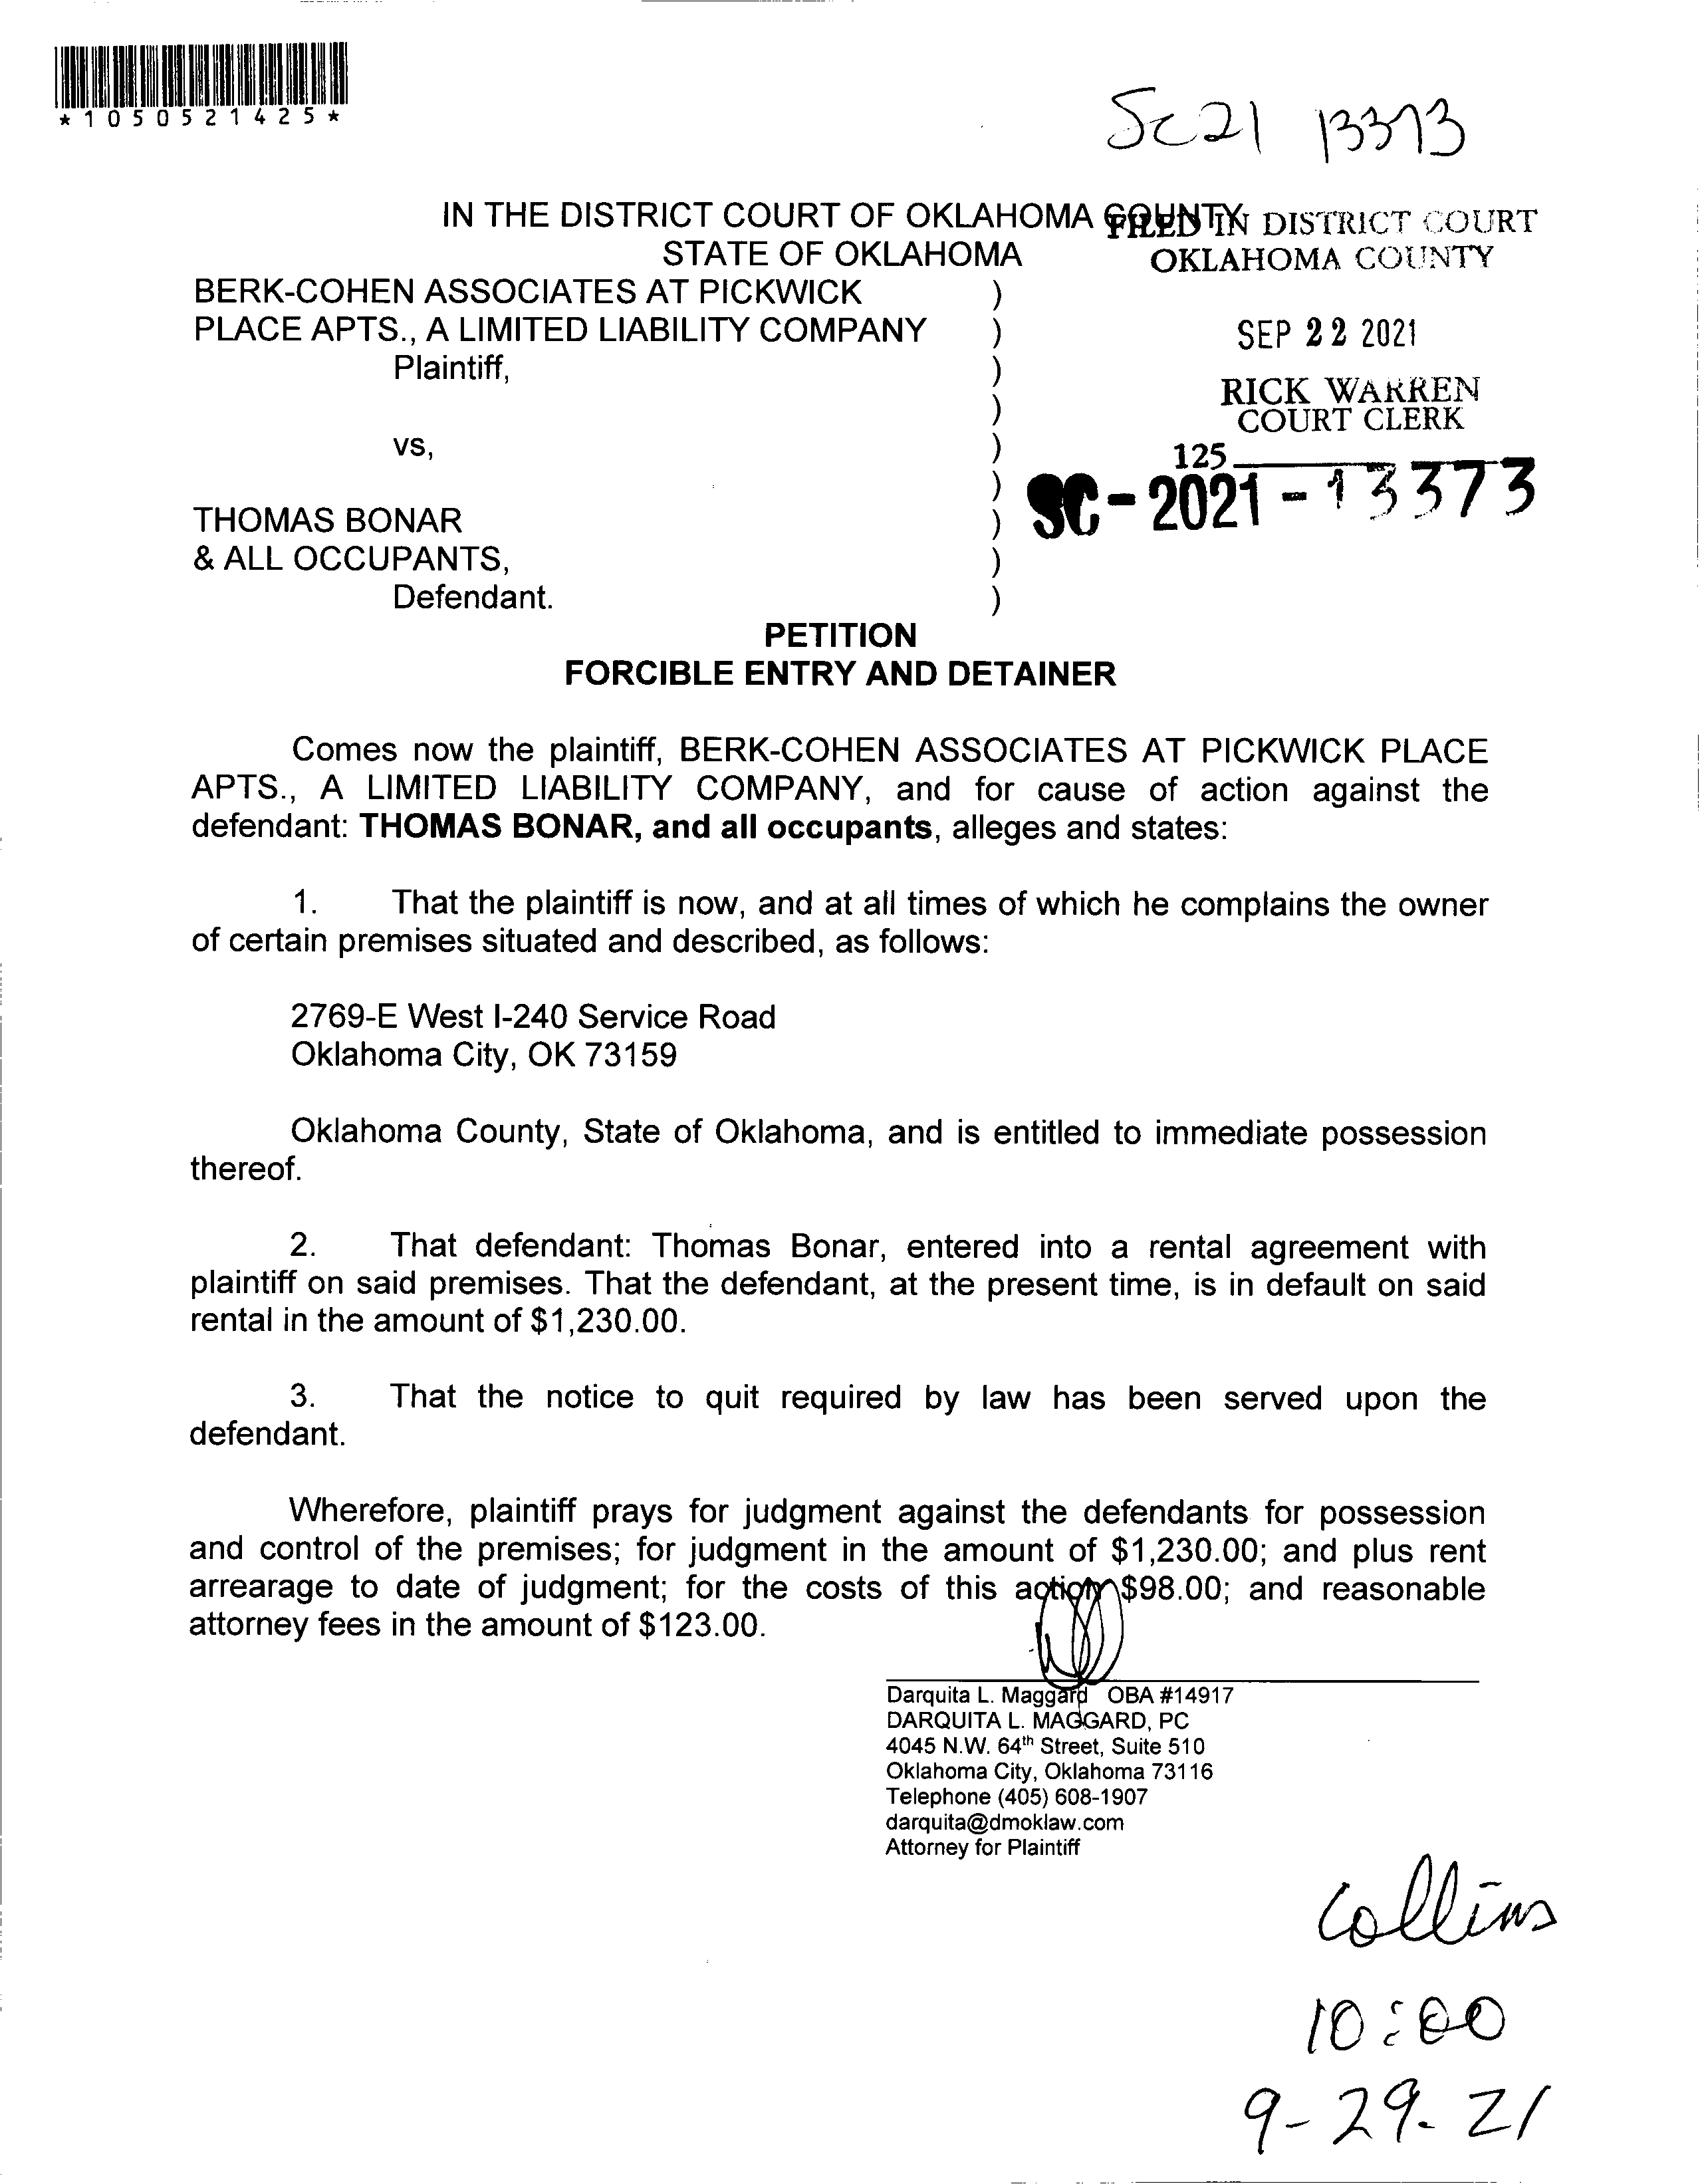 *1050521425*
SC21 13373
IN THE DISTRICT COURT OF OKLAHOMA COUNTY
STATE OF OKLAHOMA
FILED IN DISTRICT COURT
OKLAHOMA COUNTY
SEP 22 2021
RICK WARREN
COURT CLERK
125
SC-2021-13373
BERK-COHEN ASSOCIATES AT PICKWICK )
PLACE APTS., A LIMITED LIABILITY COMPANY )
Plaintiff, )
)
vs, )
)
THOMAS BONAR )
& ALL OCCUPANTS, )
Defendant. )
PETITION
FORCIBLE ENTRY AND DETAINER
Comes now the plaintiff, BERK-COHEN ASSOCIATES AT PICKWICK PLACE
APTS., A LIMITED LIABILITY COMPANY, and for cause of action against the
defendant: THOMAS BONAR, and all occupants, alleges and states:
1. That the plaintiff is now, and at all times of which he complains the owner
of certain premises situated and described, as follows:
2769-E West I-240 Service Road
Oklahoma City, OK 73159
Oklahoma County, State of Oklahoma, and is entitled to immediate possession
thereof.
2. That defendant: Thomas Bonar, entered into a rental agreement with
plaintiff on said premises. That the defendant, at the present time, is in default on said
rental in the amount of $1,230.00.
3. That the notice to quit required by law has been served upon the
defendant.
Wherefore, plaintiff prays for judgment against the defendants for possession
and control of the premises; for judgment in the amount of $1,230.00; and plus rent
arrearage to date of judgment; for the costs of this action $98.00; and reasonable
attorney fees in the amount of $123.00.
Darquita L. Maggard OBA #14917
DARQUITA L. MAGGARD, PC
4045 N.W. 64th Street, Suite 510
Oklahoma City, Oklahoma 73116
Telephone (405) 608-1907
darquita@dmoklaw.com
Attorney for Plaintiff
Collins
10:00
9-29-21